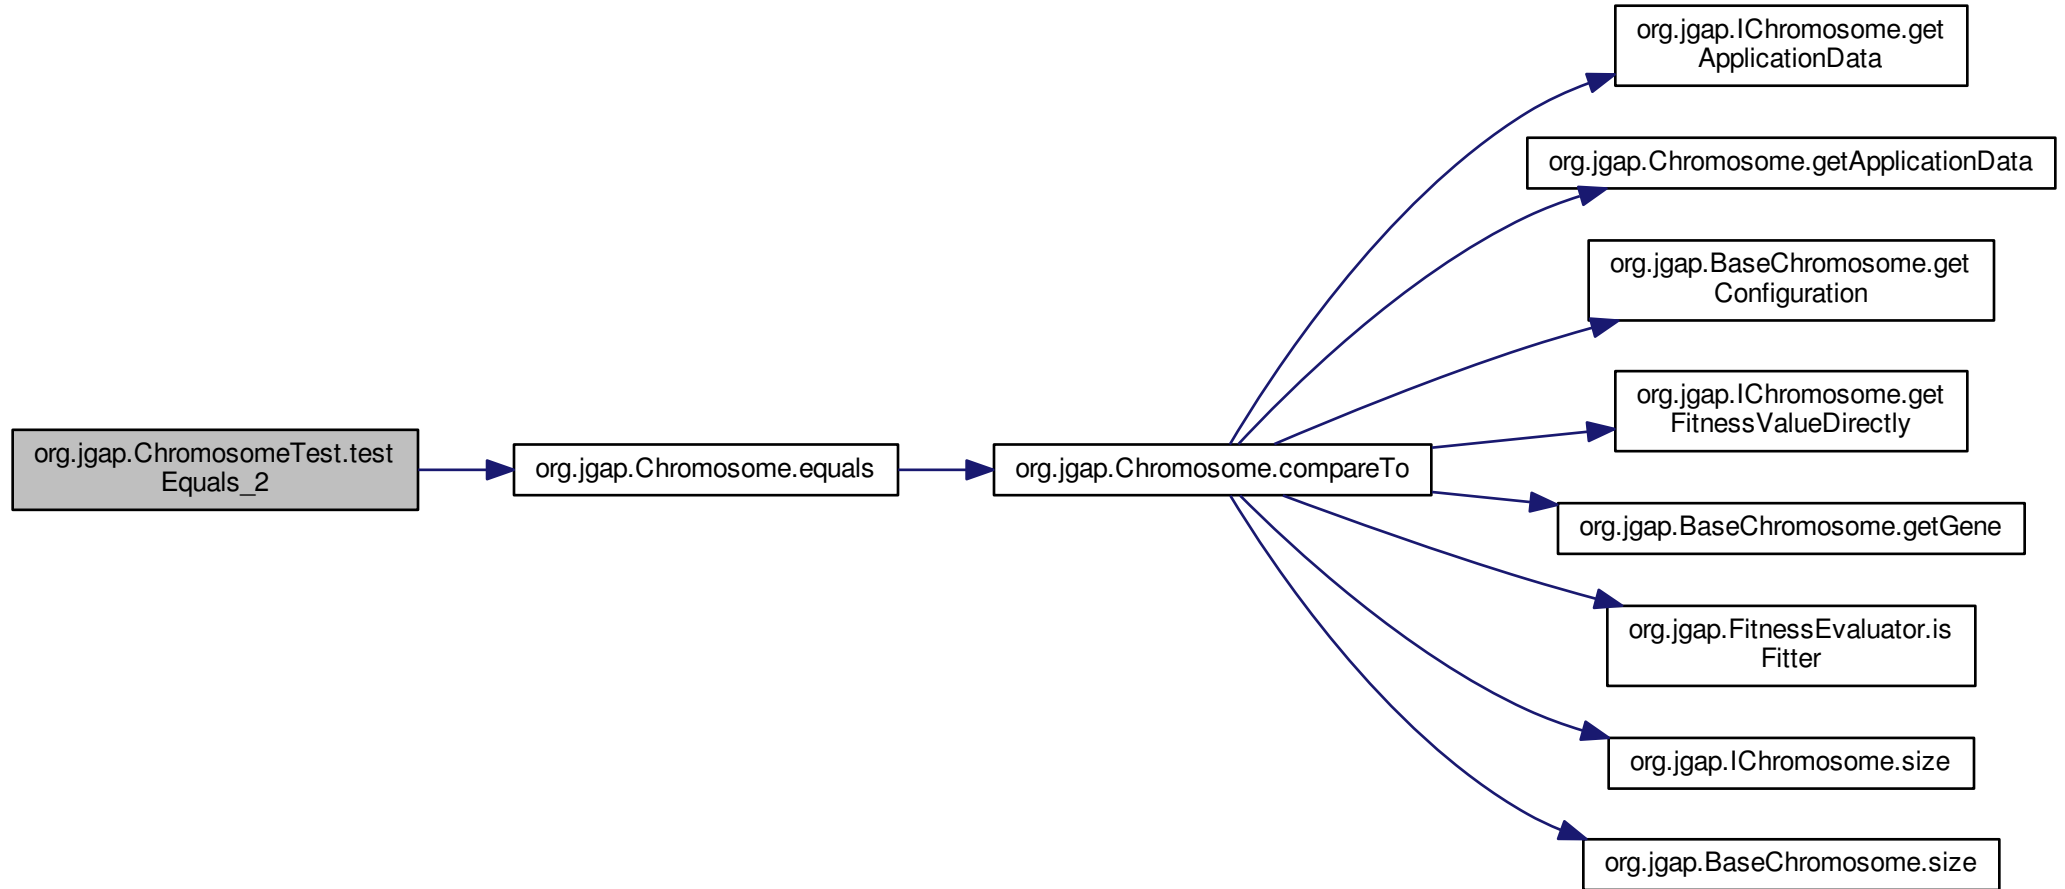 org.jgap.ChromosomeTest.test
Equals_2
org.jgap.Chromosome.equals
org.jgap.Chromosome.compareTo
org.jgap.IChromosome.get
ApplicationData
org.jgap.Chromosome.getApplicationData
org.jgap.BaseChromosome.get
Configuration
org.jgap.IChromosome.get
FitnessValueDirectly
org.jgap.BaseChromosome.getGene
org.jgap.FitnessEvaluator.is
Fitter
org.jgap.IChromosome.size
org.jgap.BaseChromosome.size